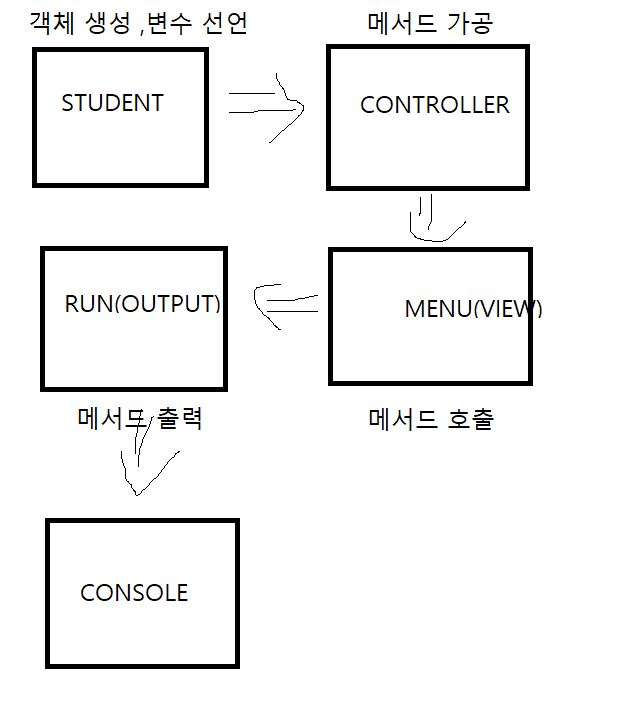 객체 생성 ,변수 선언
메서드 가공
STUDENT
CONTROLLER
RUN(OUTPUT)
MENU(VIEW)
메서드 출력
메서드 호출
CONSOLE